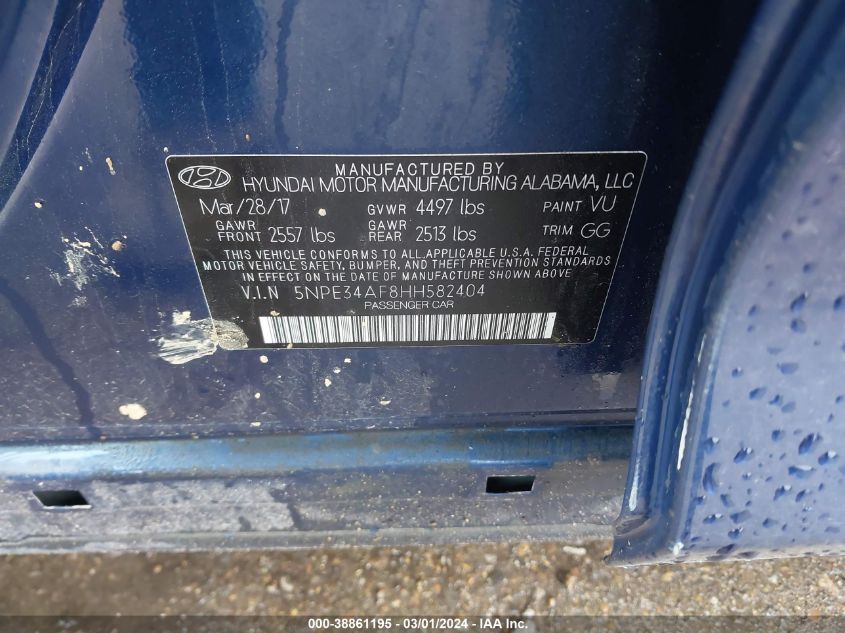 MANUFACTURED BY
HYUNDAI MOTOR MANUFACTURING ALABAMA, LLC
Mar/28/17 GVWR 4497 lbs PAINT VU
GAWR FRONT 2557 lbs GAWR REAR 2513 lbs TRIM GG
THIS VEHICLE CONFORMS TO ALL APPLICABLE U.S.A. FEDERAL
MOTOR VEHICLE SAFETY, BUMPER, AND THEFT PREVENTION STANDARDS
IN EFFECT ON THE DATE OF MANUFACTURE SHOWN ABOVE
V.I.N 5NPE34AF8HH582404
PASSENGER CAR
000-38861195 - 03/01/2024 - IAA Inc.